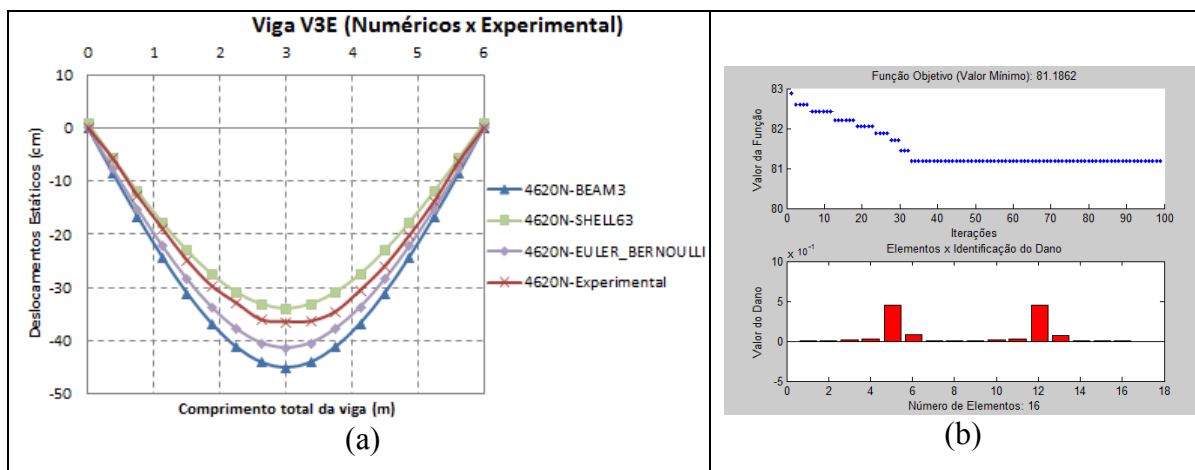 Viga V3E (Numéricos x Experimental)
0 1 2 3 4 5 6
10
0
-10
-20
-30
-40
-50
Deslocamentos Estáticos (cm)
4620N-BEAM3
4620N-SHELL63
4620N-EULER_BERNOULLI
4620N-Experimental
Comprimento total da viga (m)
(a)
Função Objetivo (Valor Mínimo): 81.1862
83
82
81
80
Valor da Função
0 10 20 30 40 50 60 70 80 90 100
Iterações
Elementos x Identificação do Dano
x 10⁻¹
10
5
0
-5
Valor do Dano
0 2 4 6 8 10 12 14 16 18
Número de Elementos: 16
(b)